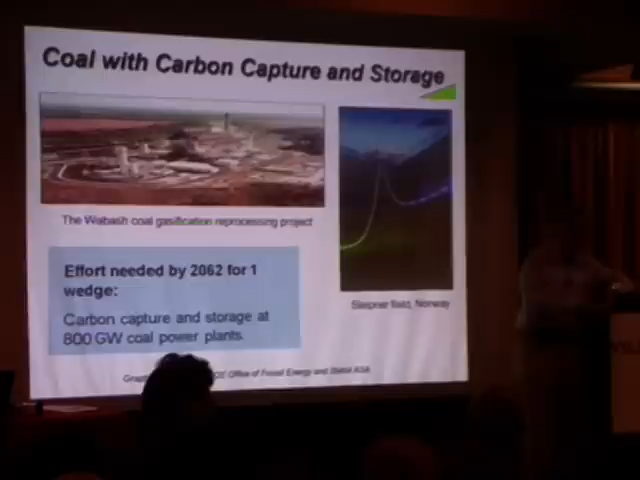 Coal with Carbon Capture and Storage
The Wabash coal gasification reprocessing project
Effort needed by 2062 for 1
wedge:
Carbon capture and storage at
800 GW coal power plants.
Sleipner field, Norway
Office of Fossil Energy and Statoil ASA